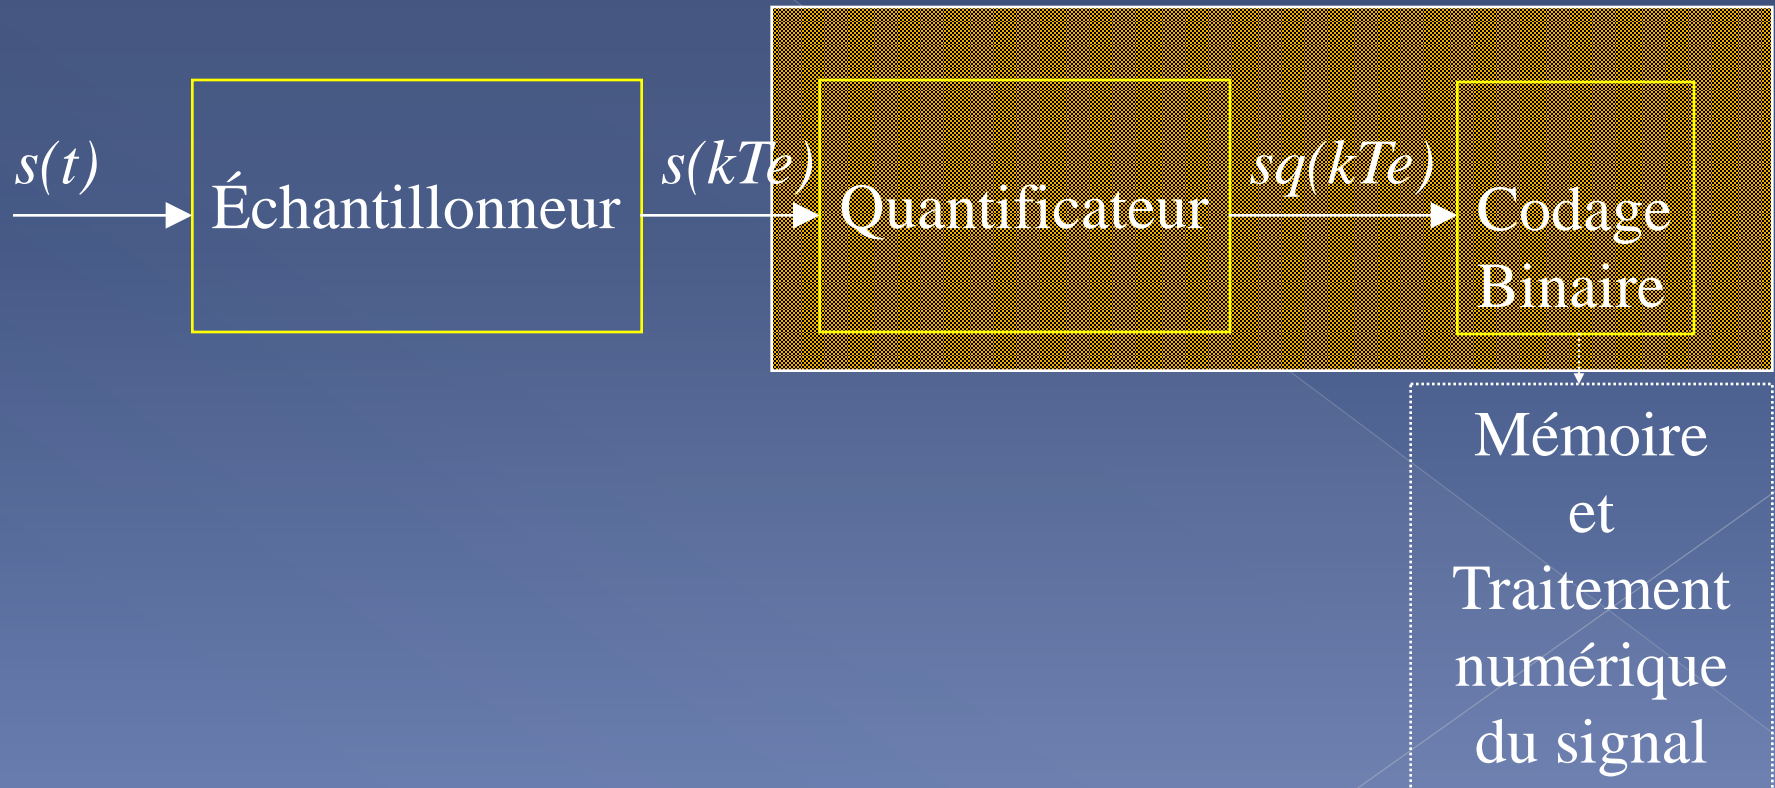 s(t)
Échantillonneur
s(kTe)
Quantificateur
sq(kTe)
Codage
Binaire
Mémoire
et
Traitement
numérique
du signal